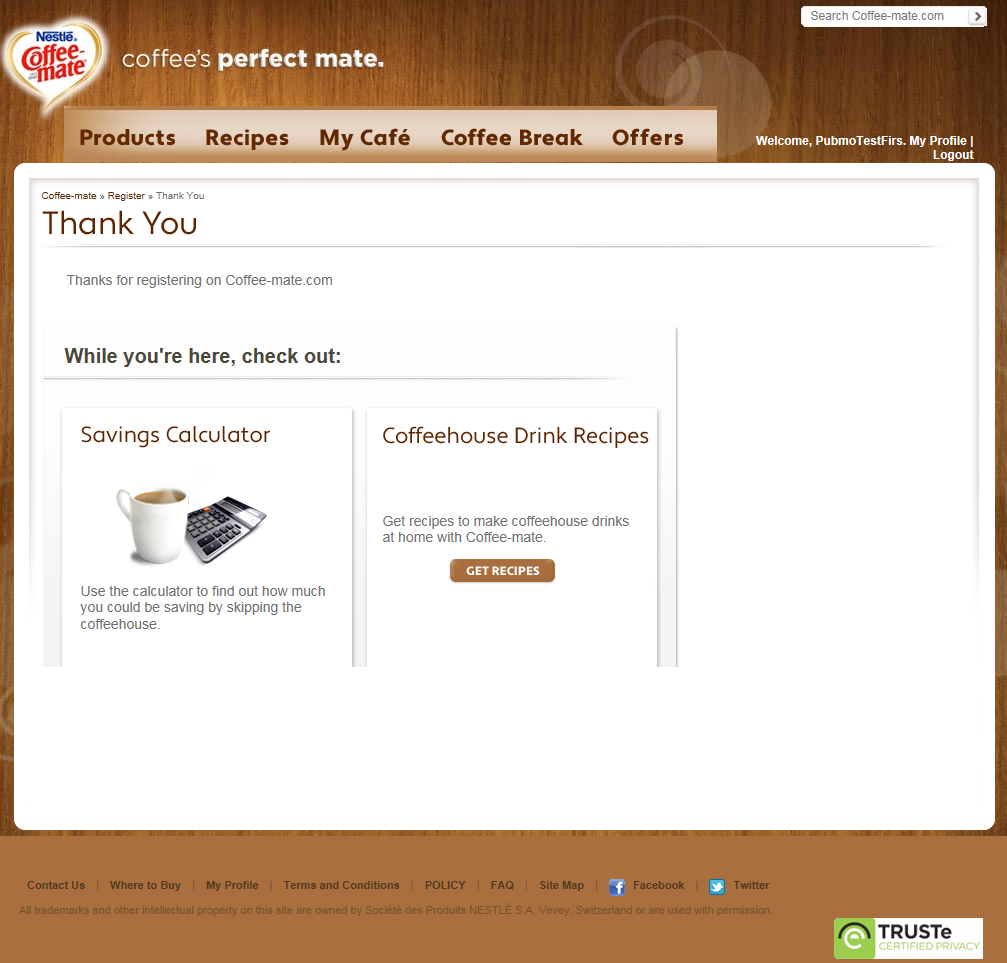 Search Coffee-mate.com
Nestlé®
Coffee-
mate®
coffee's perfect mate.
Products Recipes My Café Coffee Break Offers
Welcome, PubmoTestFirs. My Profile |
Logout
Coffee-mate » Register » Thank You
Thank You
Thanks for registering on Coffee-mate.com
While you're here, check out:
Savings Calculator
Use the calculator to find out how much
you could be saving by skipping the
coffeehouse.
Coffeehouse Drink Recipes
Get recipes to make coffeehouse drinks
at home with Coffee-mate.
GET RECIPES
Contact Us | Where to Buy | My Profile | Terms and Conditions | POLICY | FAQ | Site Map | Facebook | Twitter
All trademarks and other intellectual property on this site are owned by Société des Produits NESTLÉ S.A, Vevey, Switzerland or are used with permission.
TRUSTe
CERTIFIED PRIVACY